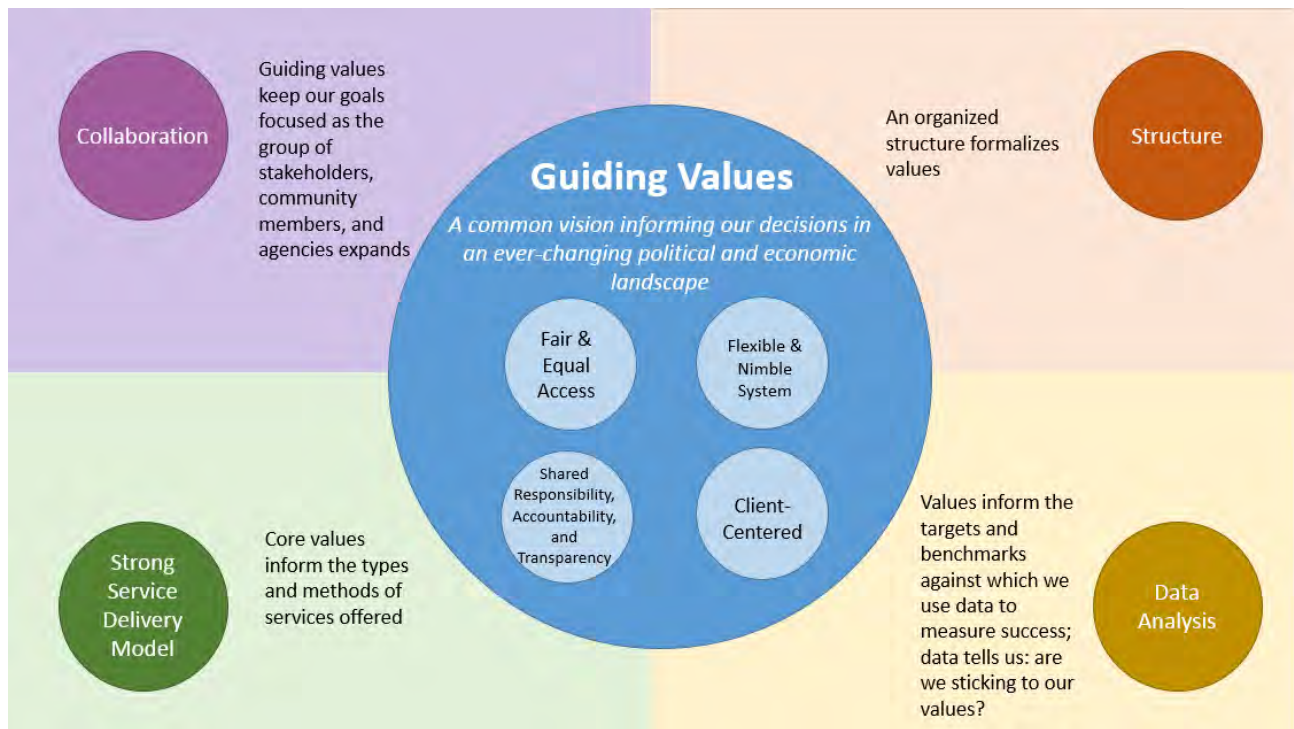 Collaboration
Guiding values
keep our goals
focused as the
group of
stakeholders,
community
members, and
agencies expands
An organized
structure formalizes
values
Structure
Guiding Values
A common vision informing our decisions in
an ever-changing political and economic
landscape
Fair &
Equal
Access
Flexible &
Nimble
System
Shared
Responsibility,
Accountability,
and
Transparency
Client-
Centered
Strong
Service
Delivery
Model
Core values
inform the types
and methods of
services offered
Values inform the
targets and
benchmarks
against which we
use data to
measure success;
data tells us: are
we sticking to our
values?
Data
Analysis